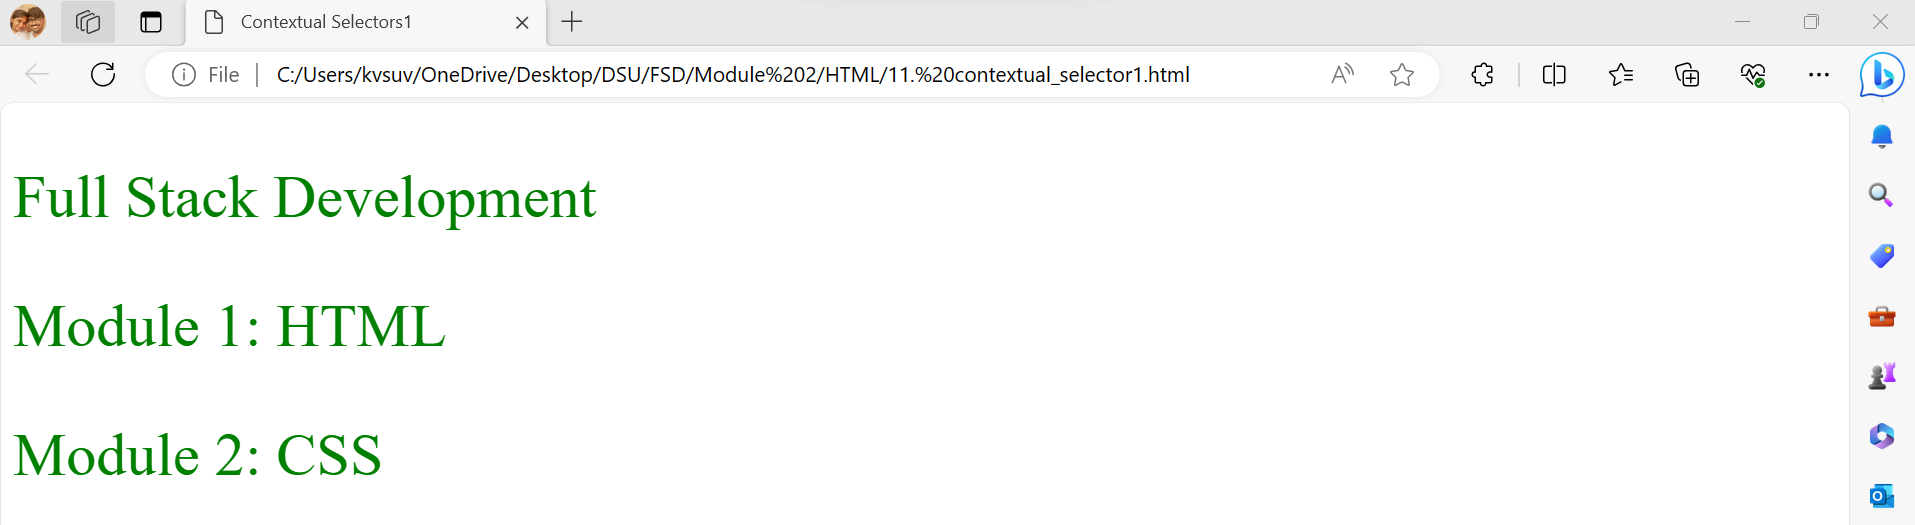 Contextual Selectors1
File C:/Users/kvsuv/OneDrive/Desktop/DSU/FSD/Module%202/HTML/11.%20contextual_selector1.html
Full Stack Development
Module 1: HTML
Module 2: CSS